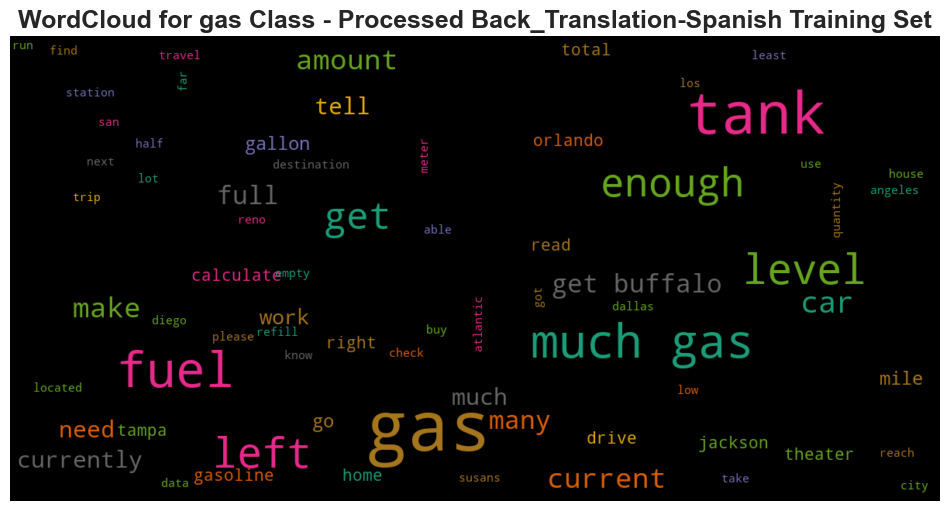 WordCloud for gas Class - Processed Back_Translation-Spanish Training Set
run
find
travel
far
amount
total
least
station
tell
los
tank
san
half
gallon
meter
orlando
next
destination
use
house
lot
enough
angeles
trip
full
get
quantity
reno
able
read
calculate
empty
get buffalo
level
make
work
atlantic
got
dallas
car
diego
please
refill
right
buy
know
check
much gas
fuel
located
low
mile
much
need
tampa
go
gas
many
drive
jackson
currently
left
theater
reach
data
gasoline
home
susans
current
take
city